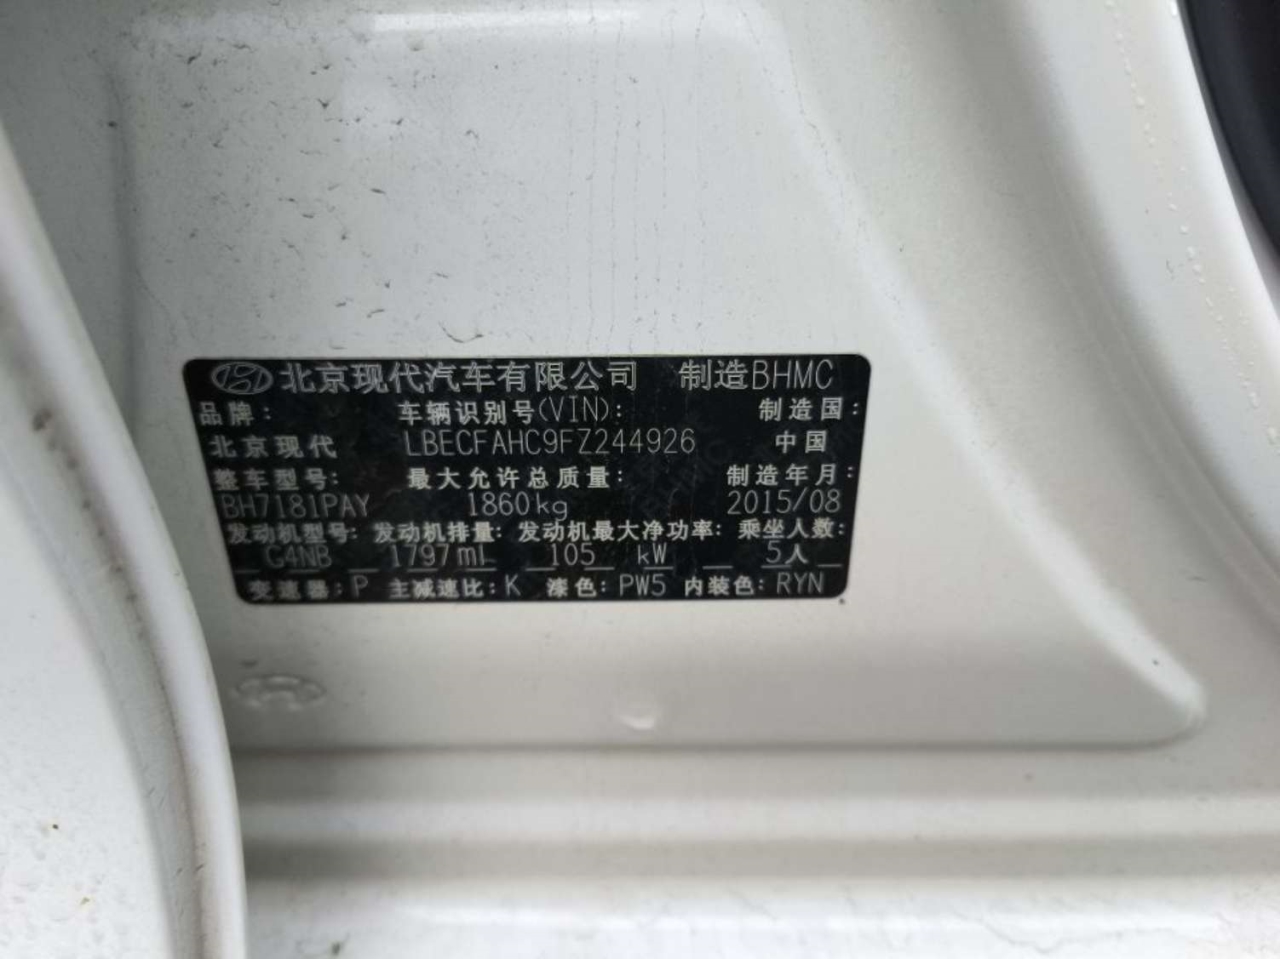 北京现代汽车有限公司 制造BHMC
品牌: 车辆识别号(VIN): 制造国:
北京现代 LBECFAHC9FZ244926 中国
整车型号: 最大允许总质量: 制造年月:
BH7181PAY 1860kg 2015/08
发动机型号: 发动机排量: 发动机最大净功率: 乘坐人数:
G4NB 1797ml 105 kW 5人
变速器: P 主减速比: K 漆色: PW5 内装色: RYN